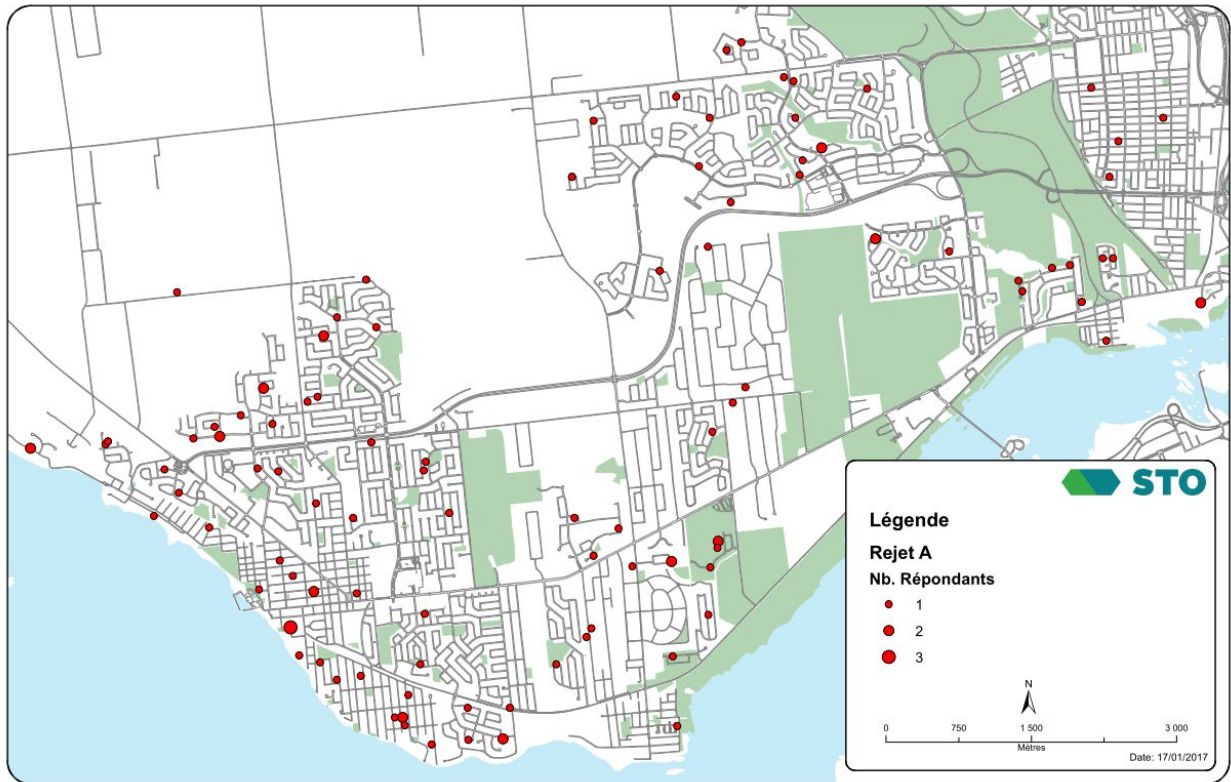 STO
Légende
Rejet A
Nb. Répondants
1
2
3
N
0 750 1 500 3 000
Mètres
Date: 17/01/2017